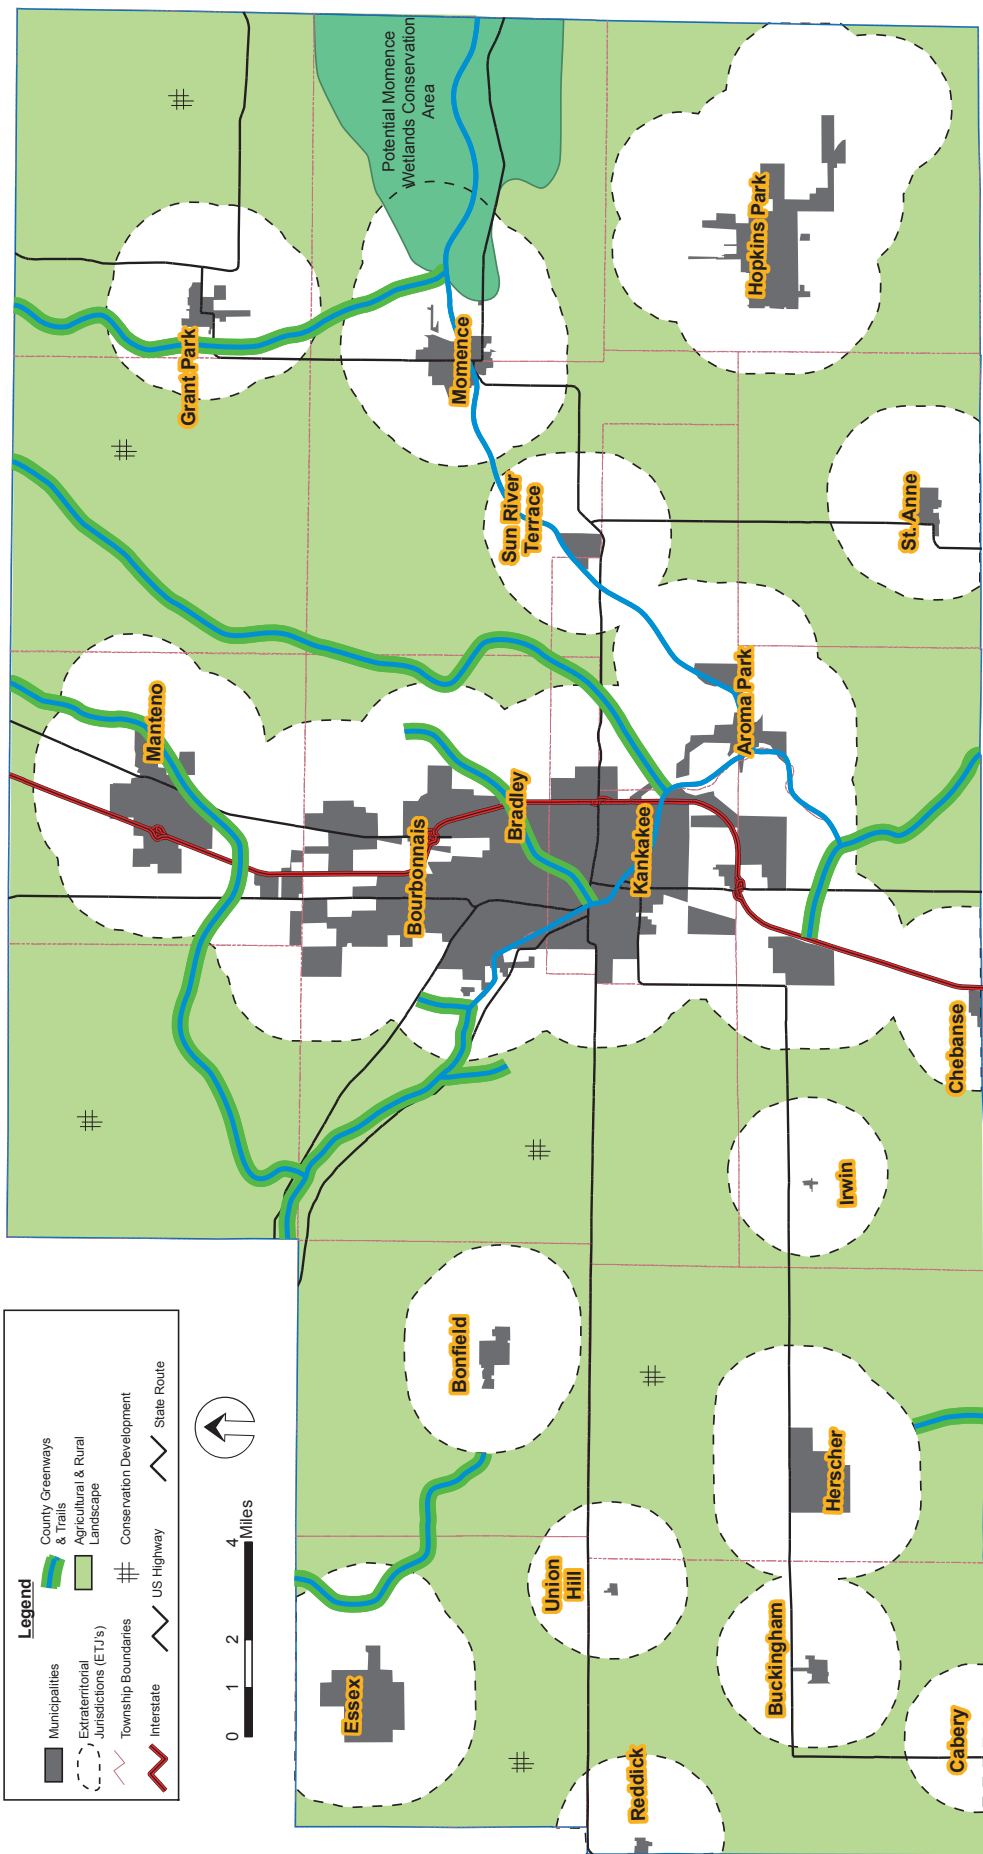 Legend
Municipalities
Extraterritorial
Jurisdictions (ETJ's)
Township Boundaries
Interstate
County Greenways
& Trails
Agricultural & Rural
Landscape
Conservation Development
US Highway
State Route
0
1
2
4
Miles
Potential Momence
Wetlands Conservation
Area
Grant Park
Momence
Hopkins Park
Sun River
Terrace
St. Anne
Manteno
Bourbonnais
Bradley
Kankakee
Aroma Park
Chebanse
Irwin
Bonfield
Herscher
Union
Hill
Essex
Buckingham
Reddick
Cabery